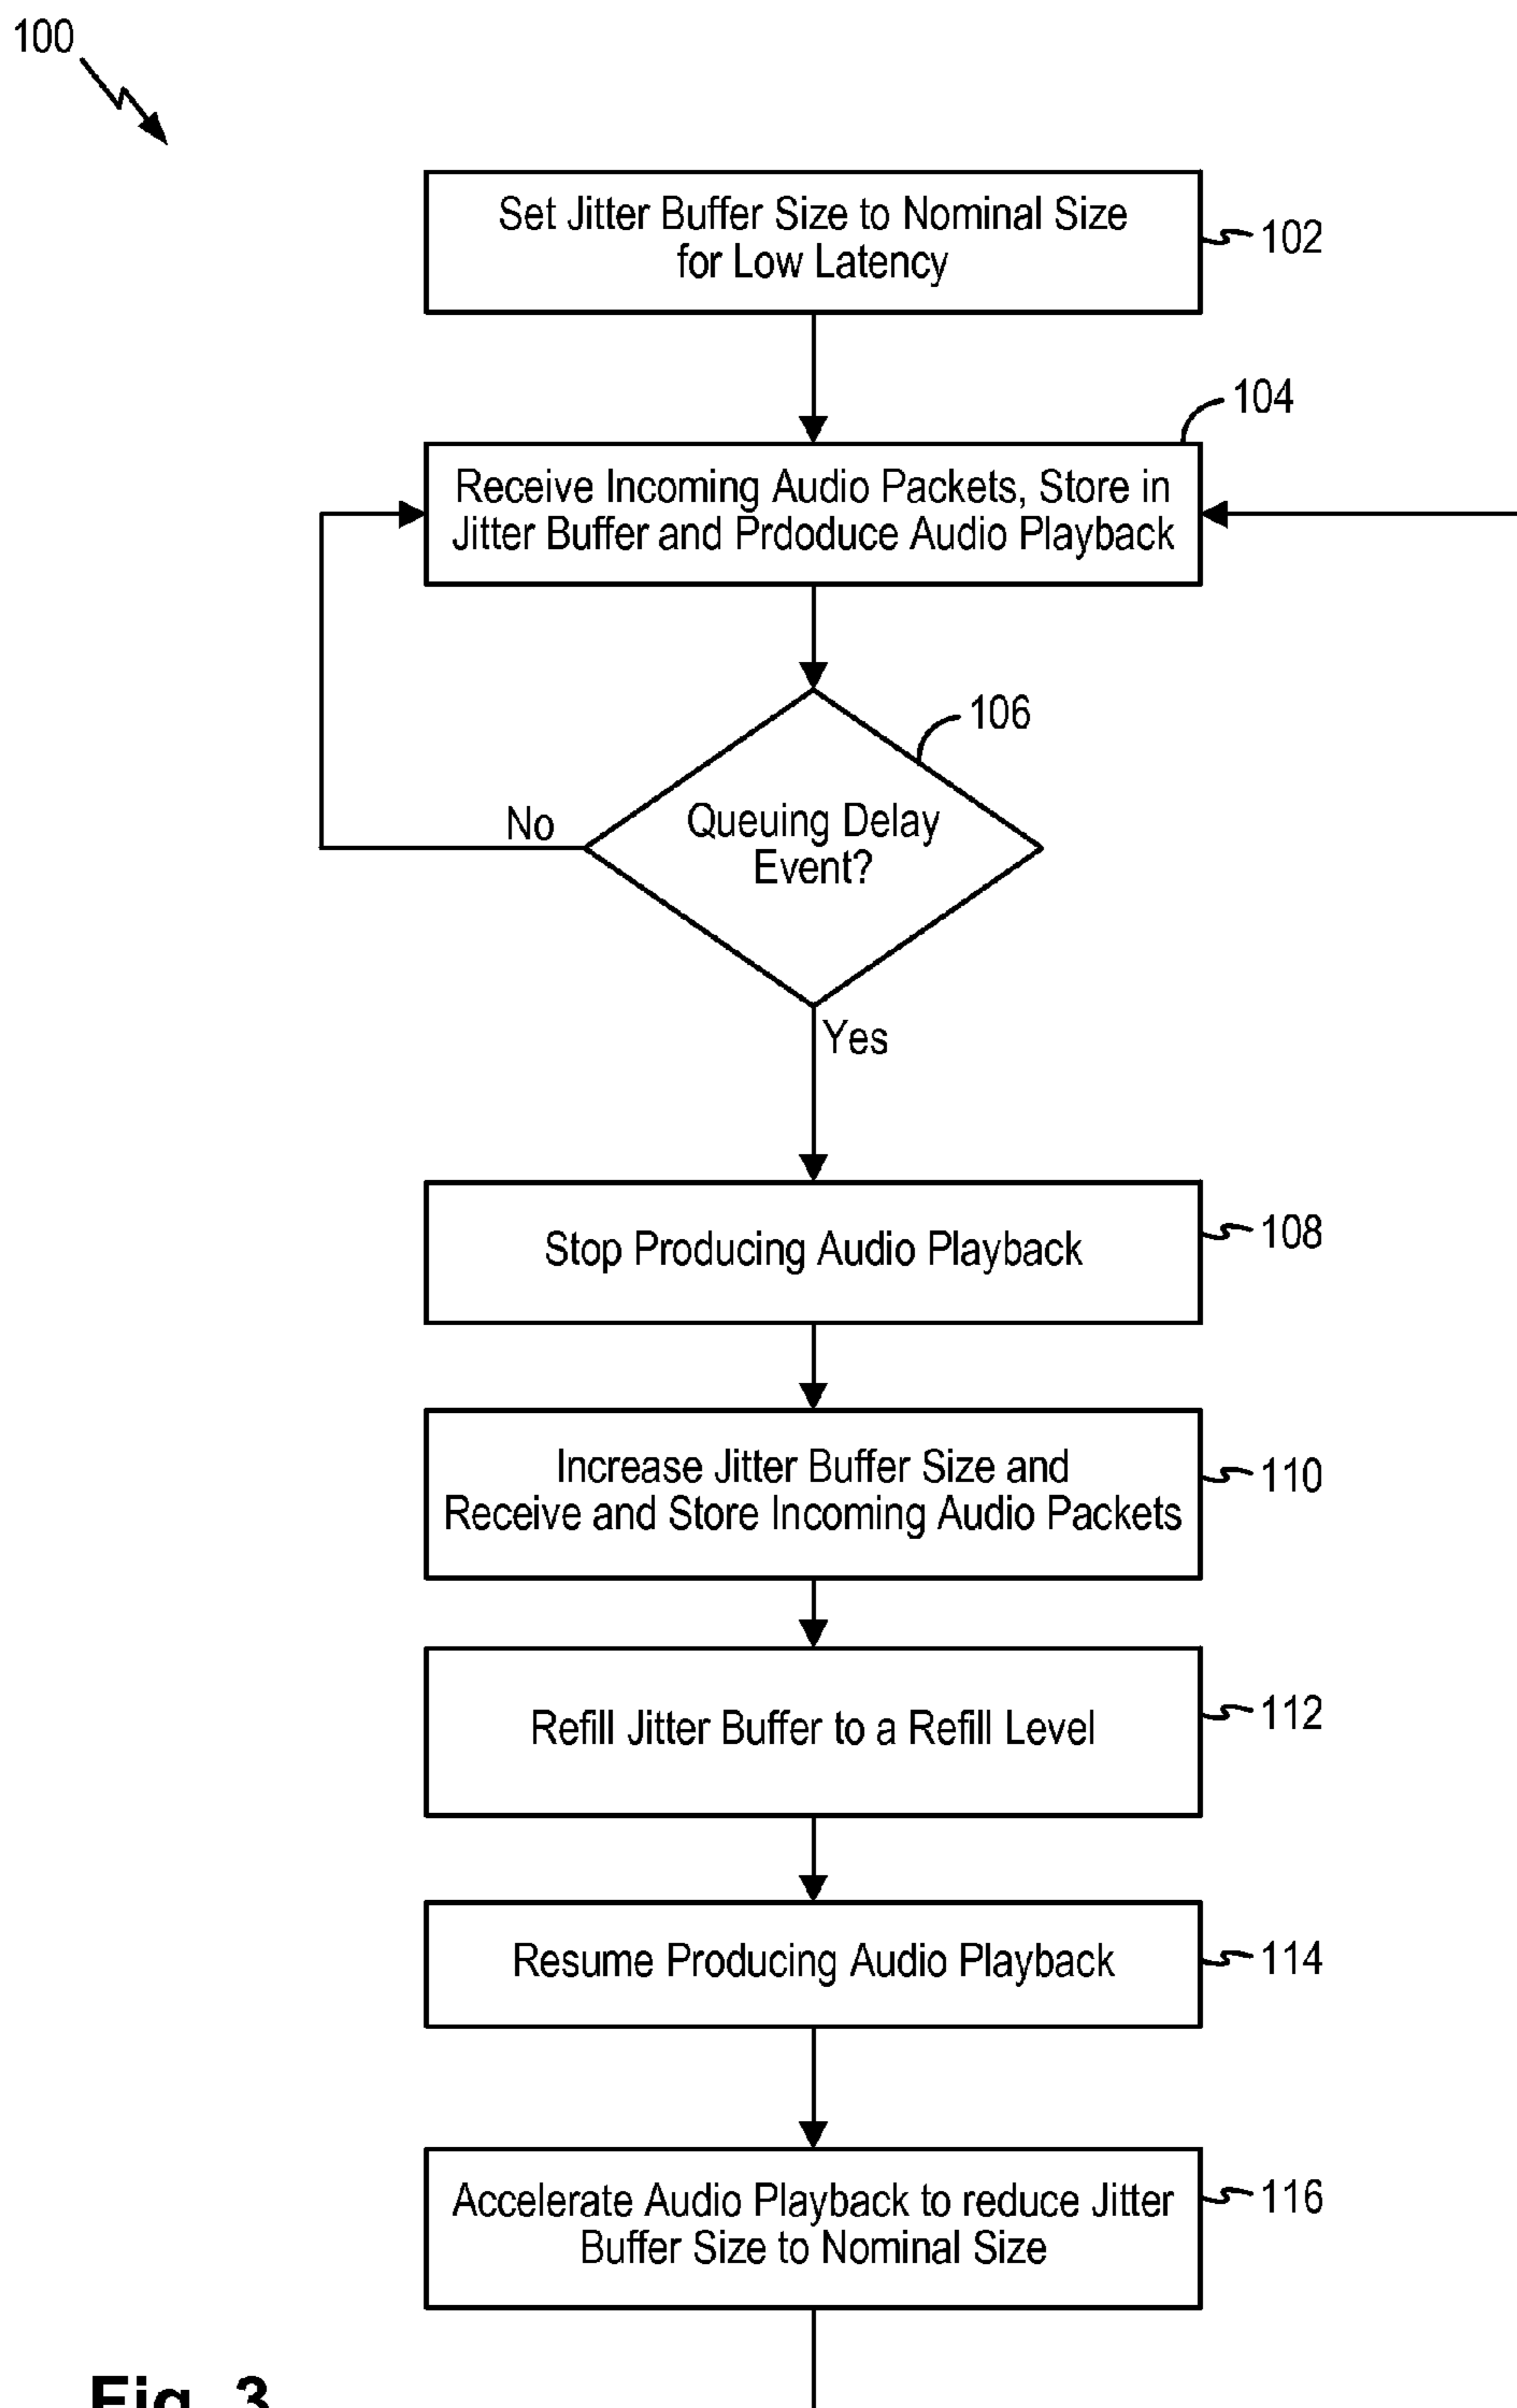 100
Set Jitter Buffer Size to Nominal Size
for Low Latency
102
104
Receive Incoming Audio Packets, Store in
Jitter Buffer and Prdoduce Audio Playback
106
Queuing Delay
Event?
No
Yes
Stop Producing Audio Playback
108
Increase Jitter Buffer Size and
Receive and Store Incoming Audio Packets
110
Refill Jitter Buffer to a Refill Level
112
Resume Producing Audio Playback
114
Accelerate Audio Playback to reduce Jitter
Buffer Size to Nominal Size
116
Fig. 3